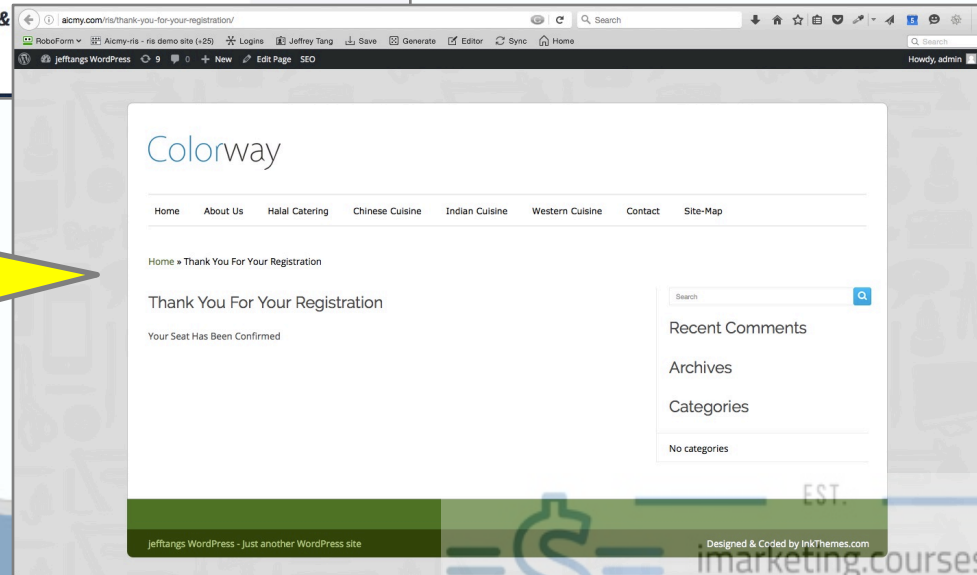 &
aicmy.com/ris/thank-you-for-your-registration/
Search
RoboForm Aicmy-ris - ris demo site (+25) Logins Jeffrey Tang Save Generate Editor Sync Home
Search
jefftangs WordPress 9 0 + New Edit Page SEO Howdy, admin
Colorway
Home About Us Halal Catering Chinese Cuisine Indian Cuisine Western Cuisine Contact Site-Map
Home » Thank You For Your Registration
Thank You For Your Registration
Your Seat Has Been Confirmed
Search
Recent Comments
Archives
Categories
No categories
EST.
jefftangs WordPress - Just another WordPress site
Designed & Coded by InkThemes.com
imarketing.courses